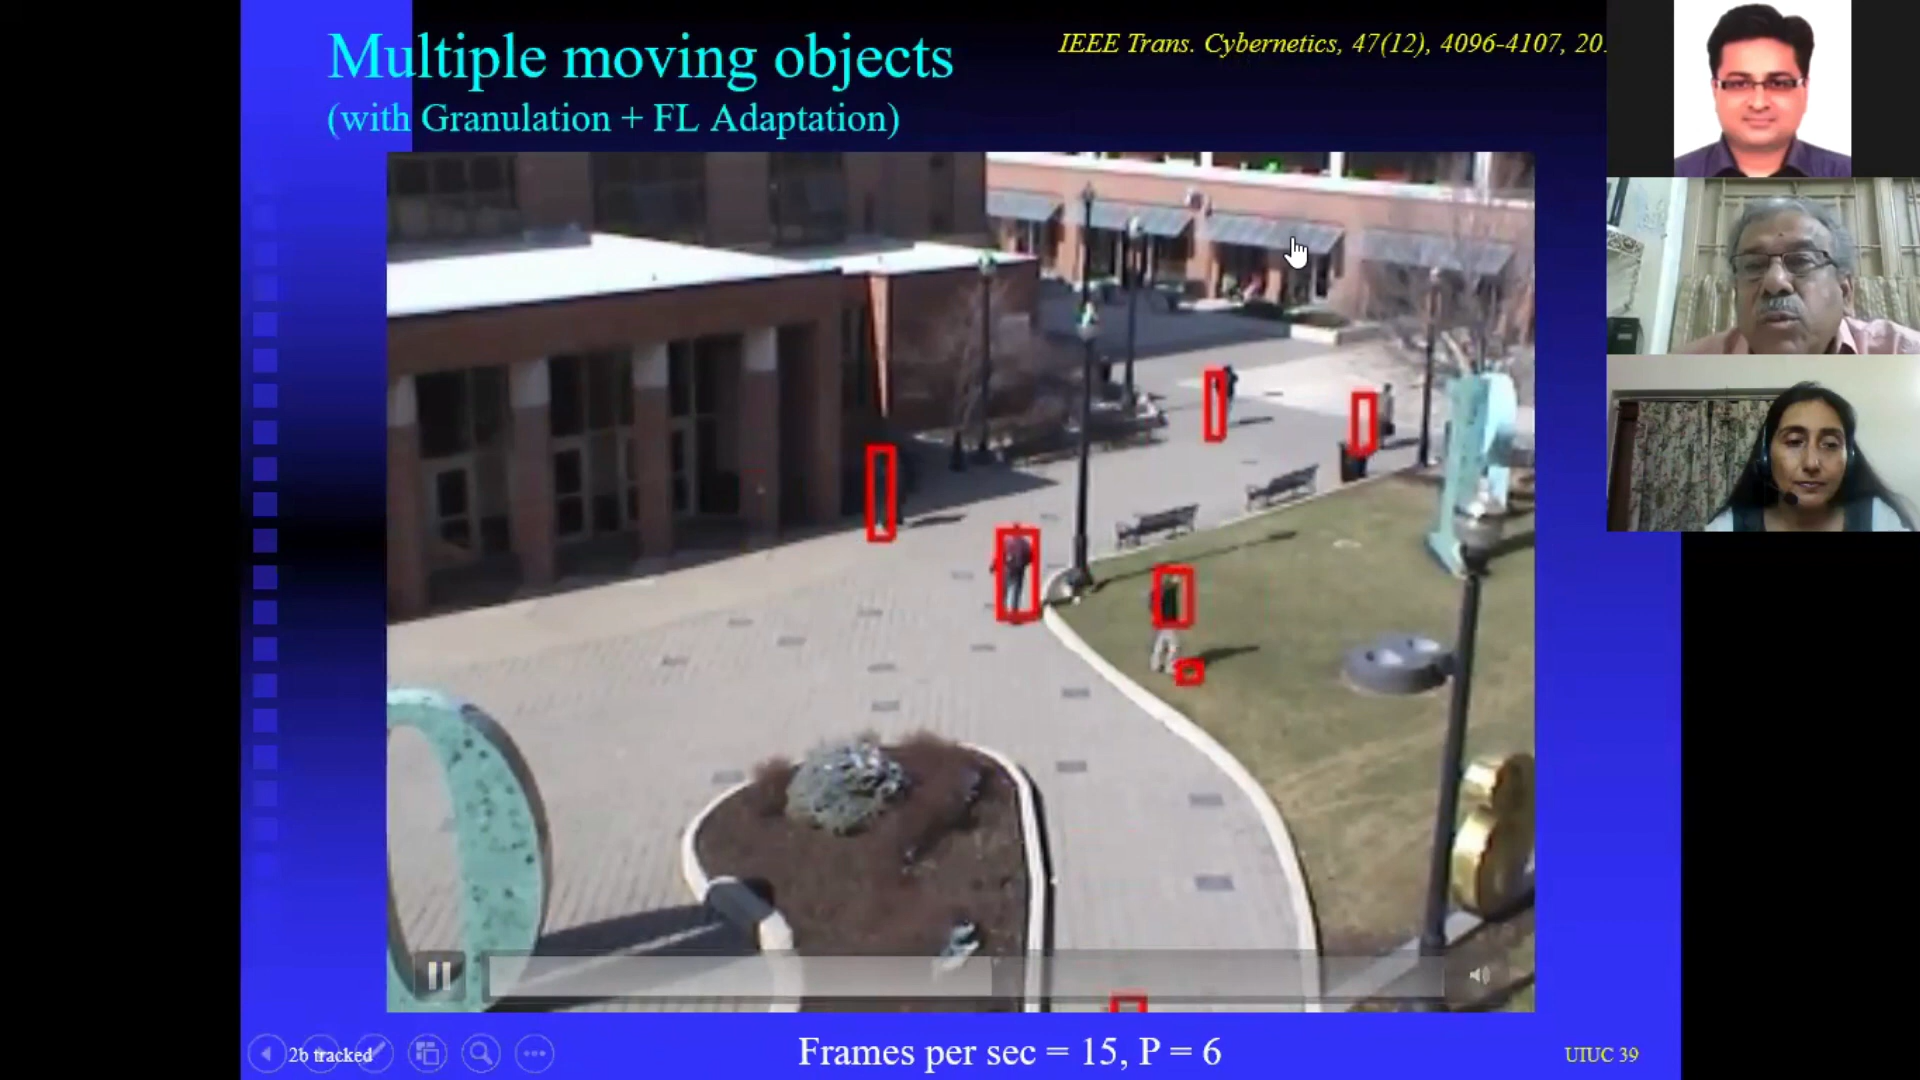 Multiple moving objects
IEEE Trans. Cybernetics, 47(12), 4096-4107, 20
(with Granulation + FL Adaptation)
2b tracked
Frames per sec = 15, P = 6
UIUC 39